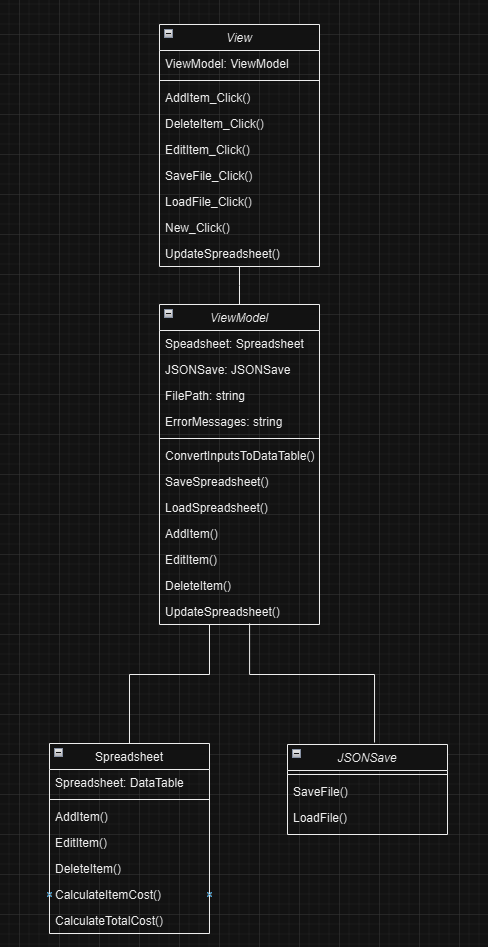 View
ViewModel: ViewModel
AddItem_Click()
DeleteItem_Click()
EditItem_Click()
SaveFile_Click()
LoadFile_Click()
New_Click()
UpdateSpreadsheet()
ViewModel
Speadsheet: Spreadsheet
JSONSave: JSONSave
FilePath: string
ErrorMessages: string
ConvertInputsToDataTable()
SaveSpreadsheet()
LoadSpreadsheet()
AddItem()
EditItem()
DeleteItem()
UpdateSpreadsheet()
Spreadsheet
Spreadsheet: DataTable
AddItem()
EditItem()
DeleteItem()
CalculateItemCost()
CalculateTotalCost()
JSONSave
SaveFile()
LoadFile()